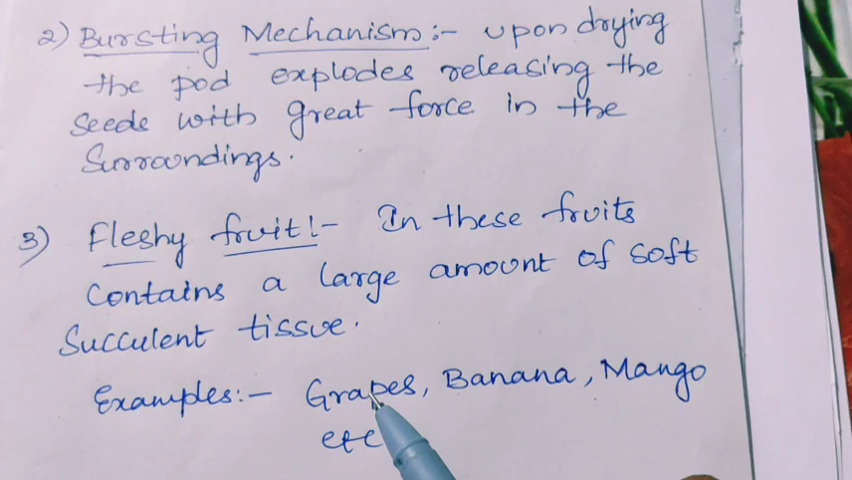 2) Bursting Mechanism:- upon drying
the pod explodes releasing the
seeds with great force in the
Surroundings.
3) Fleshy fruit:- In these fruits
contains a large amount of soft
Succulent tissue.
Examples:- Grapes, Banana, Mango
etc